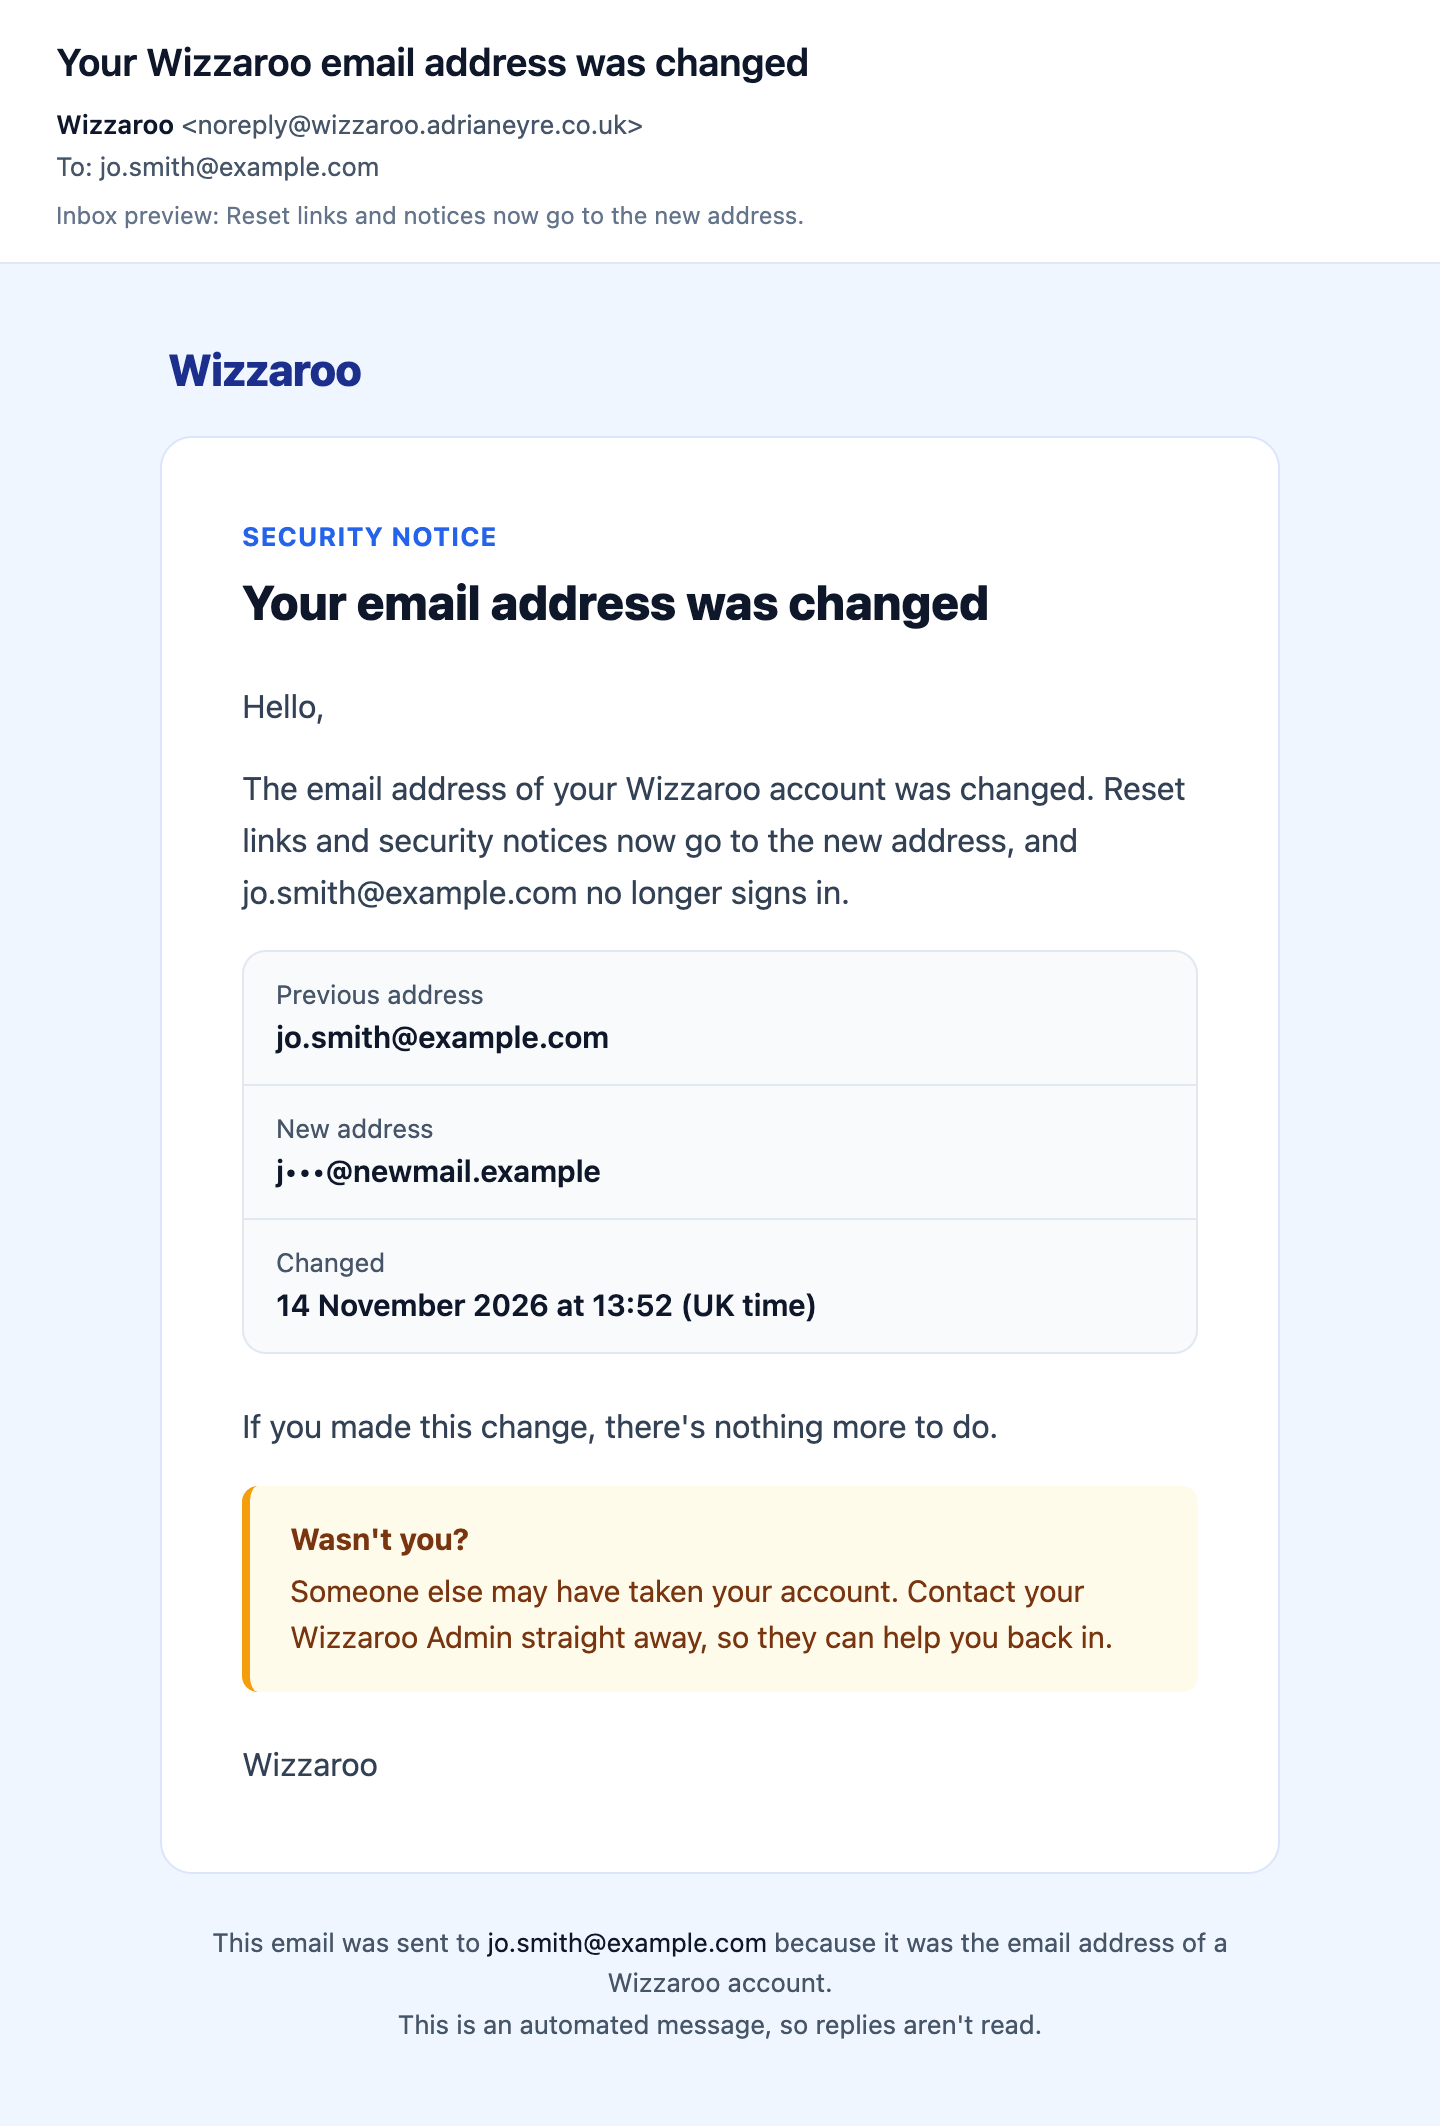 Your Wizzaroo email address was changed
Wizzaroo <noreply@wizzaroo.adrianeyre.co.uk>
To: jo.smith@example.com
Inbox preview: Reset links and notices now go to the new address.
Wizzaroo
SECURITY NOTICE
Your email address was changed
Hello,
The email address of your Wizzaroo account was changed. Reset
links and security notices now go to the new address, and
jo.smith@example.com no longer signs in.
Previous address
jo.smith@example.com
New address
j•••@newmail.example
Changed
14 November 2026 at 13:52 (UK time)
If you made this change, there's nothing more to do.
Wasn't you?
Someone else may have taken your account. Contact your
Wizzaroo Admin straight away, so they can help you back in.
Wizzaroo
This email was sent to jo.smith@example.com because it was the email address of a
Wizzaroo account.
This is an automated message, so replies aren't read.